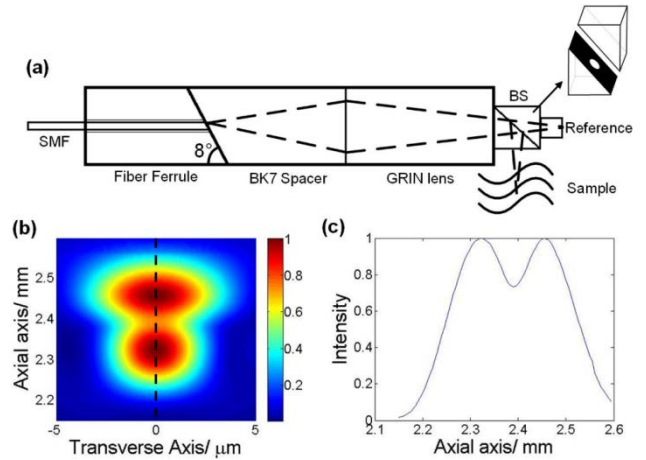 (a)
BS
SMF
8°
Reference
Fiber Ferrule
BK7 Spacer
GRIN lens
Sample
(b)
Axial axis/ mm
2.5
2.4
2.3
2.2
-5
0
5
Transverse Axis/ μm
1
0.8
0.6
0.4
0.2
(c)
Intensity
1
0.8
0.6
0.4
0.2
0
2.1
2.2
2.3
2.4
2.5
2.6
Axial axis/ mm